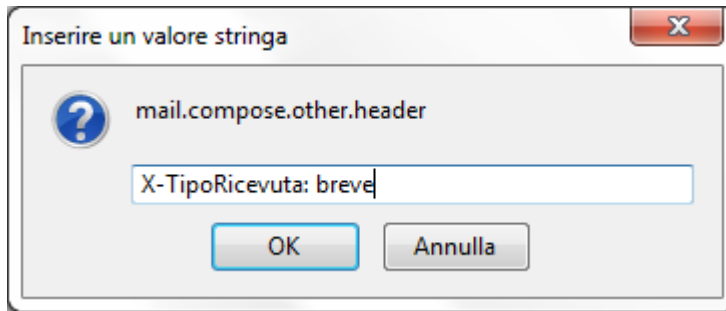 Inserire un valore stringa
mail.compose.other.header
X-TipoRicevuta: breve
OK Annulla